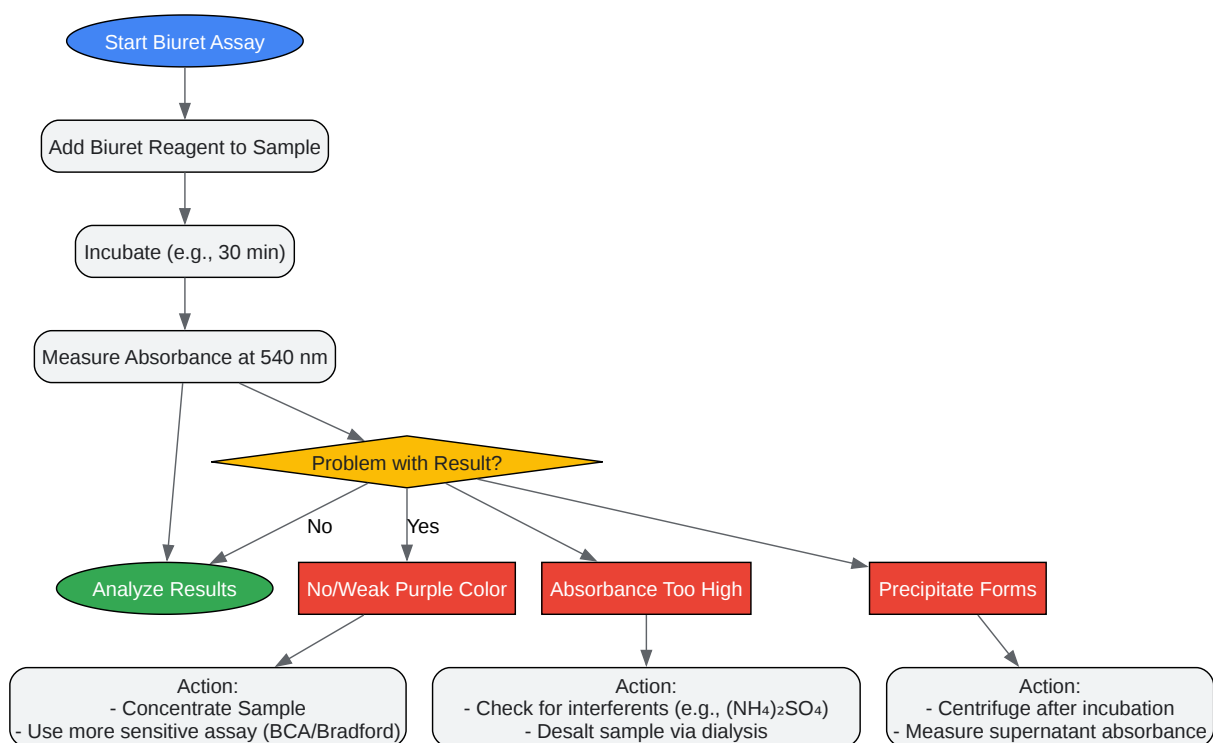 Start Biuret Assay
Add Biuret Reagent to Sample
Incubate (e.g., 30 min)
Measure Absorbance at 540 nm
Problem with Result?
No
Yes
Analyze Results
No/Weak Purple Color
Absorbance Too High
Precipitate Forms
Action:
- Concentrate Sample
- Use more sensitive assay (BCA/Bradford)
Action:
- Check for interferents (e.g., (NH₄)₂SO₄)
- Desalt sample via dialysis
Action:
- Centrifuge after incubation
- Measure supernatant absorbance